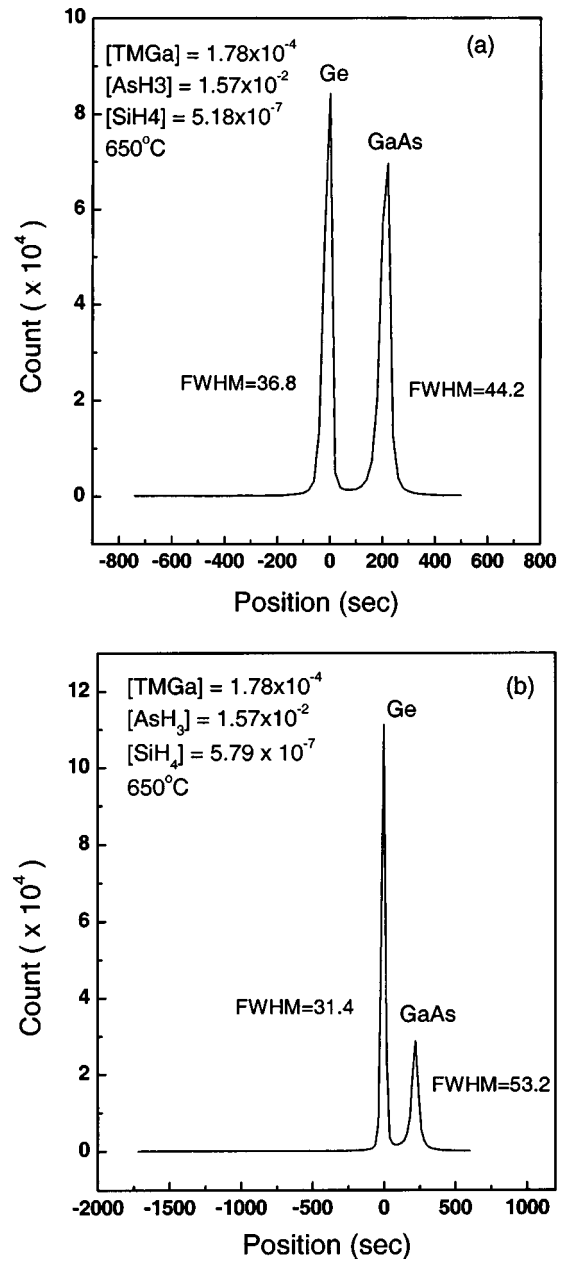 (a)
[TMGa] = 1.78x10⁻⁴
[AsH3] = 1.57x10⁻²
[SiH4] = 5.18x10⁻⁷
650°C
Ge
GaAs
FWHM=36.8
FWHM=44.2
10
8
6
4
2
0
Count ( x 10⁴ )
-800 -600 -400 -200 0 200 400 600 800
Position (sec)
(b)
[TMGa] = 1.78x10⁻⁴
[AsH₃] = 1.57x10⁻²
[SiH₄] = 5.79 x 10⁻⁷
650°C
Ge
GaAs
FWHM=31.4
FWHM=53.2
12
10
8
6
4
2
0
Count ( x 10⁴ )
-2000 -1500 -1000 -500 0 500 1000
Position (sec)